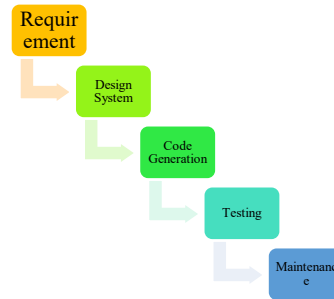 Requir
ement
Design
System
Code
Generation
Testing
Maintenanc
e